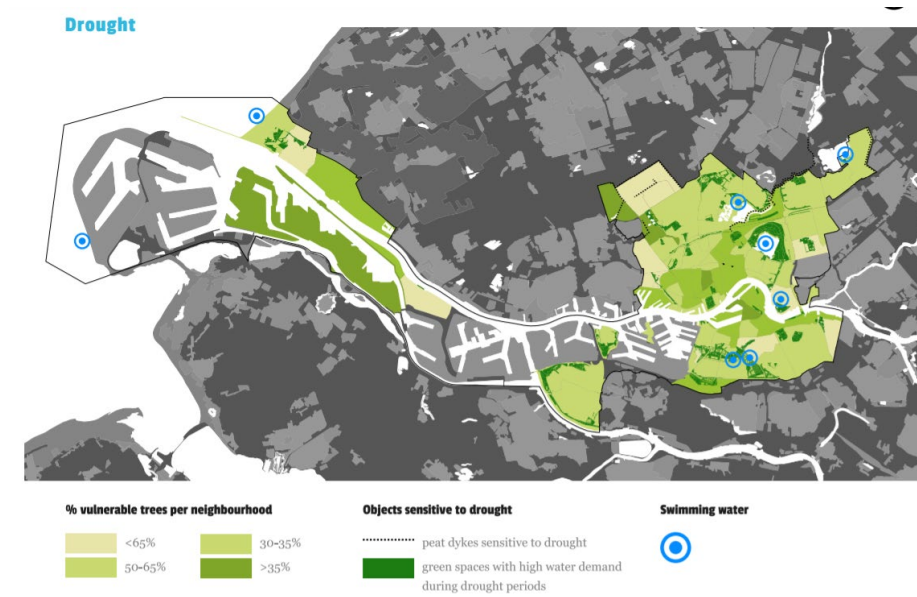 Drought
% vulnerable trees per neighbourhood
<65%
30-35%
50-65%
>35%
Objects sensitive to drought
peat dykes sensitive to drought
green spaces with high water demand
during drought periods
Swimming water